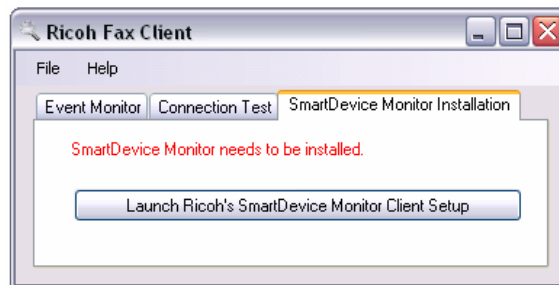 Ricoh Fax Client
File Help
Event Monitor Connection Test SmartDevice Monitor Installation
SmartDevice Monitor needs to be installed.
Launch Ricoh's SmartDevice Monitor Client Setup